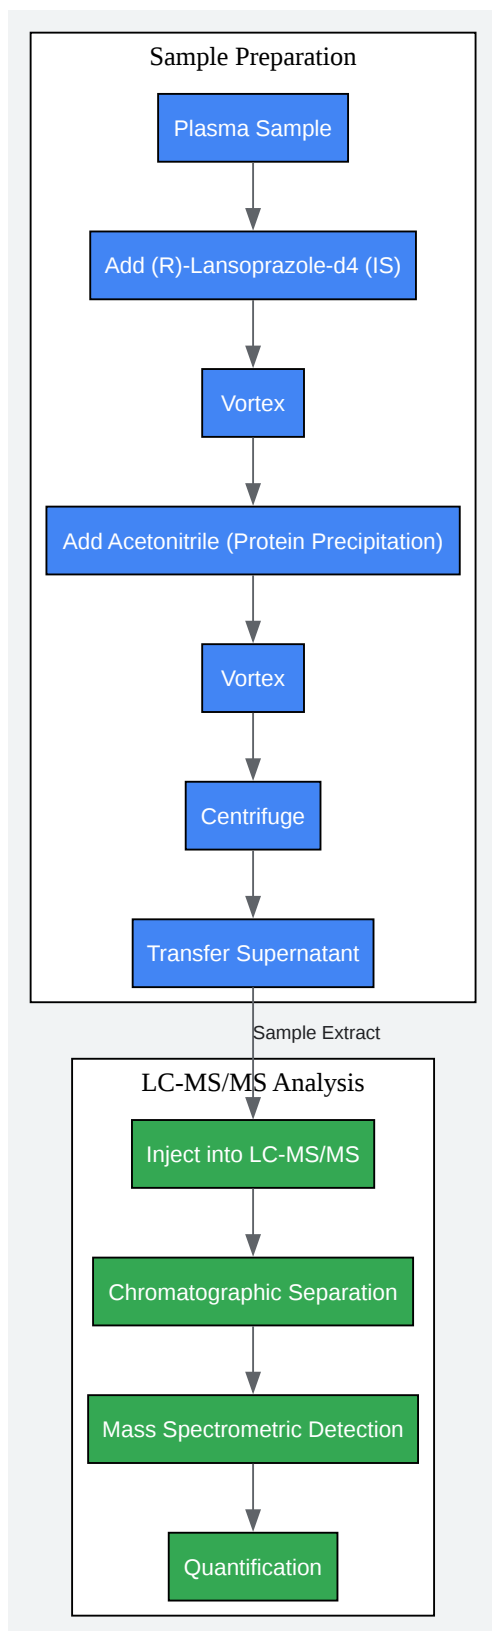 Sample Preparation
Plasma Sample
Add (R)-Lansoprazole-d4 (IS)
Vortex
Add Acetonitrile (Protein Precipitation)
Vortex
Centrifuge
Transfer Supernatant
Sample Extract
LC-MS/MS Analysis
Inject into LC-MS/MS
Chromatographic Separation
Mass Spectrometric Detection
Quantification